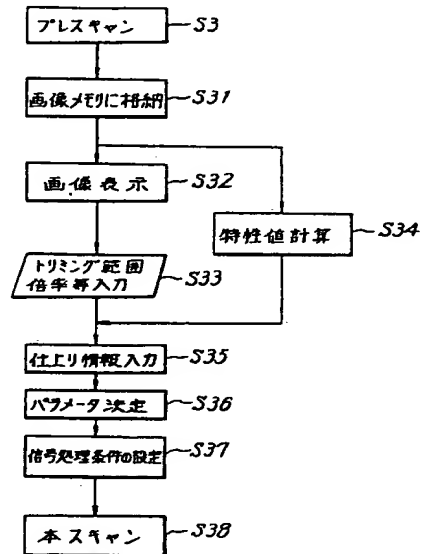 プレスキャン S3
画像メモリに格納 S31
画像表示 S32
特性値計算 S34
トリミング範囲
倍率等入力 S33
仕上り情報入力 S35
パラメータ決定 S36
信号処理条件の設定 S37
本スキャン S38